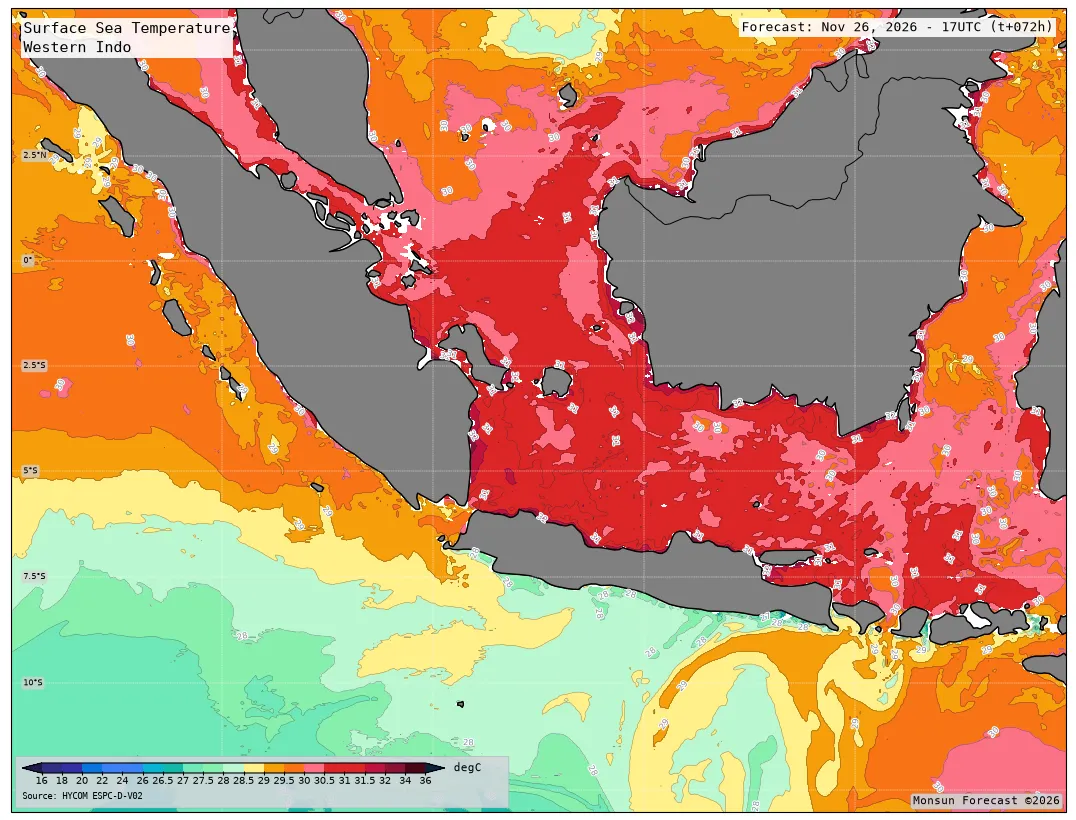 Surface Sea Temperature
Western Indo
Forecast: Nov 26, 2026 - 17UTC (t+072h)
2.5°N
0°
2.5°S
5°S
7.5°S
10°S
16 18 20 22 24 26 26.5 27 27.5 28 28.5 29 29.5 30 30.5 31 31.5 32 34 36
degC
Source: HYCOM ESPC-D-V02
Monsun Forecast ©2026